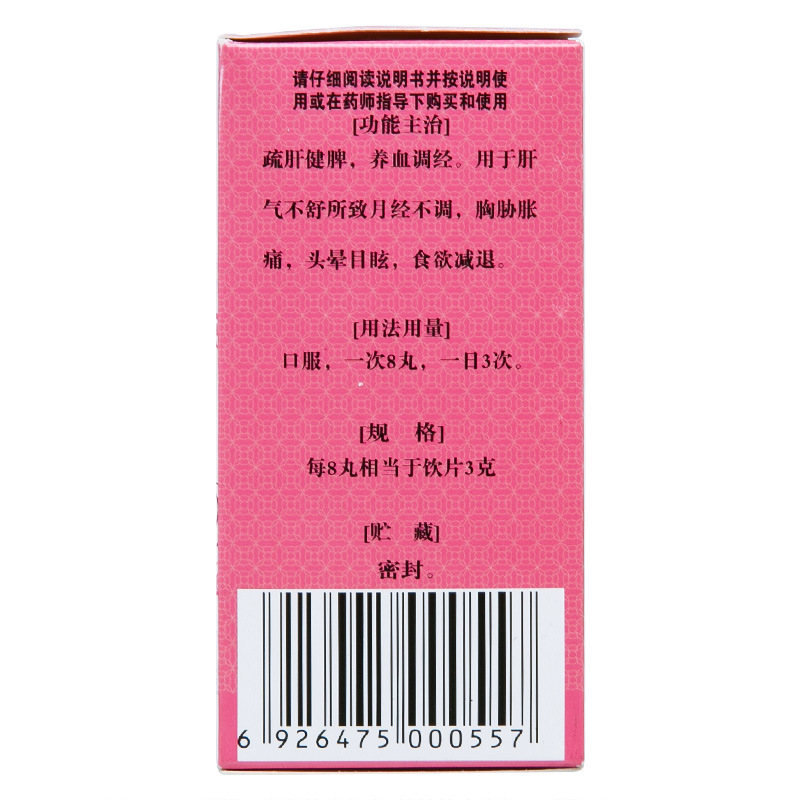 请仔细阅读说明书并按说明使
用或在药师指导下购买和使用
[功能主治]
疏肝健脾，养血调经。用于肝
气不舒所致月经不调，胸胁胀
痛，头晕目眩，食欲减退。
[用法用量]
口服，一次8丸，一日3次。
[规 格]
每8丸相当于饮片3克
[贮 藏]
密封。
6 926475 000557